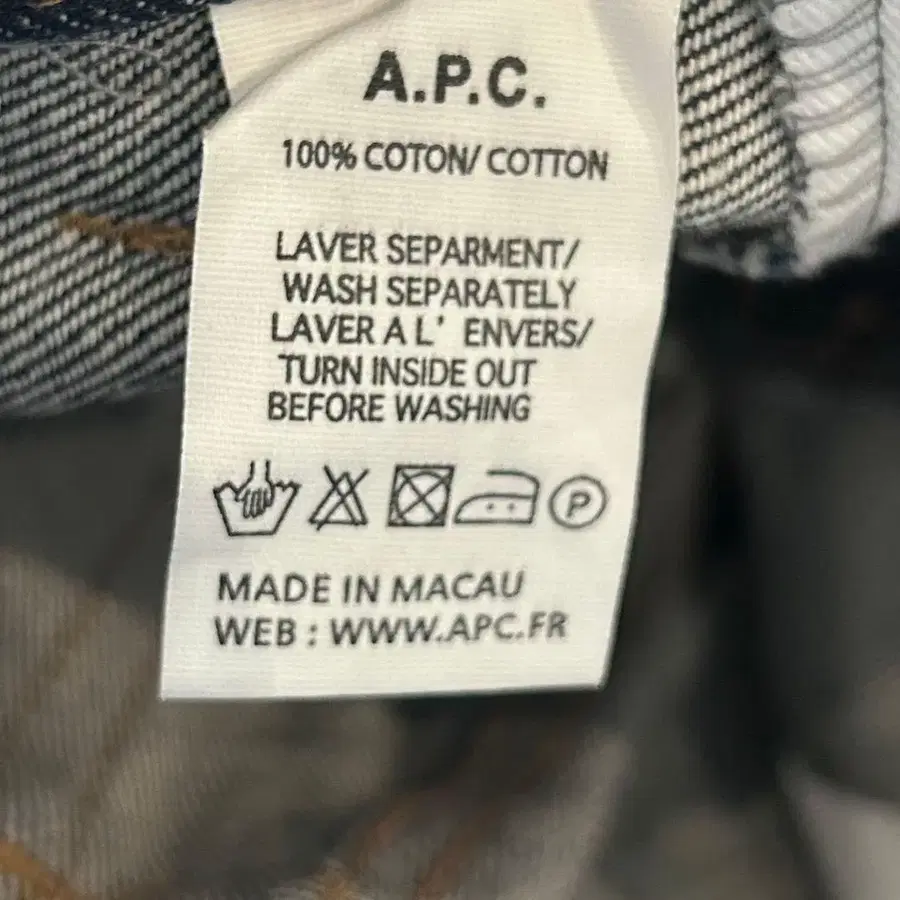 A.P.C.
100% COTON/ COTTON
LAVER SEPARMENT/
WASH SEPARATELY
LAVER A L' ENVERS/
TURN INSIDE OUT
BEFORE WASHING
P
MADE IN MACAU
WEB : WWW.APC.FR